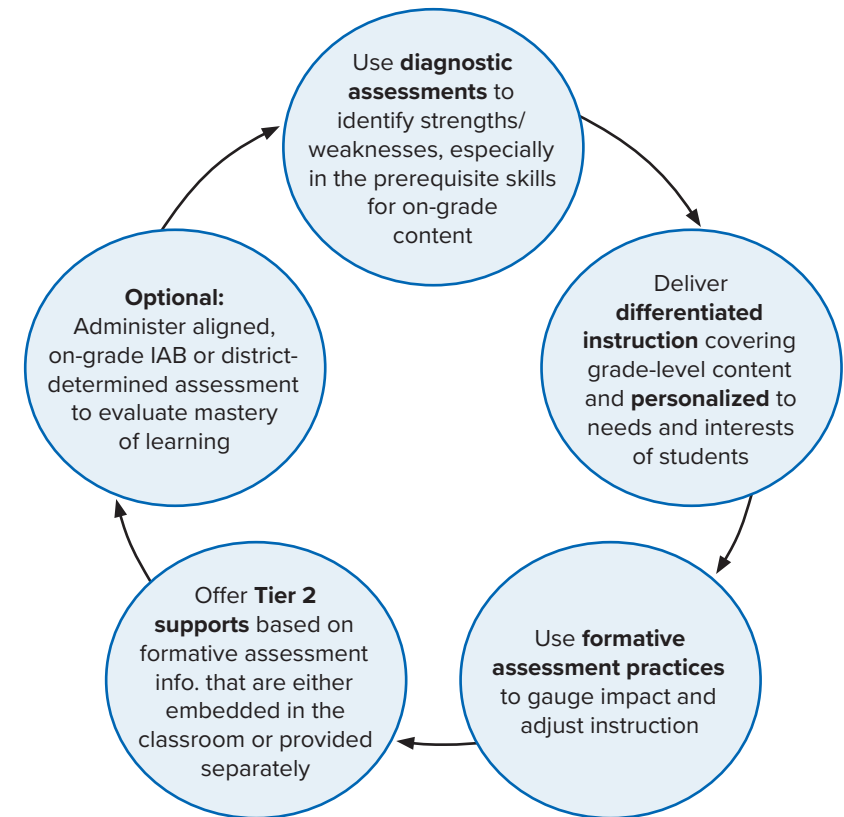 Use diagnostic
assessments to
identify strengths/
weaknesses, especially
in the prerequisite skills
for on-grade
content
Deliver
differentiated
instruction covering
grade-level content
and personalized to
needs and interests
of students
Use formative
assessment practices
to gauge impact and
adjust instruction
Offer Tier 2
supports based on
formative assessment
info. that are either
embedded in the
classroom or provided
separately
Optional:
Administer aligned,
on-grade IAB or district-
determined assessment
to evaluate mastery
of learning